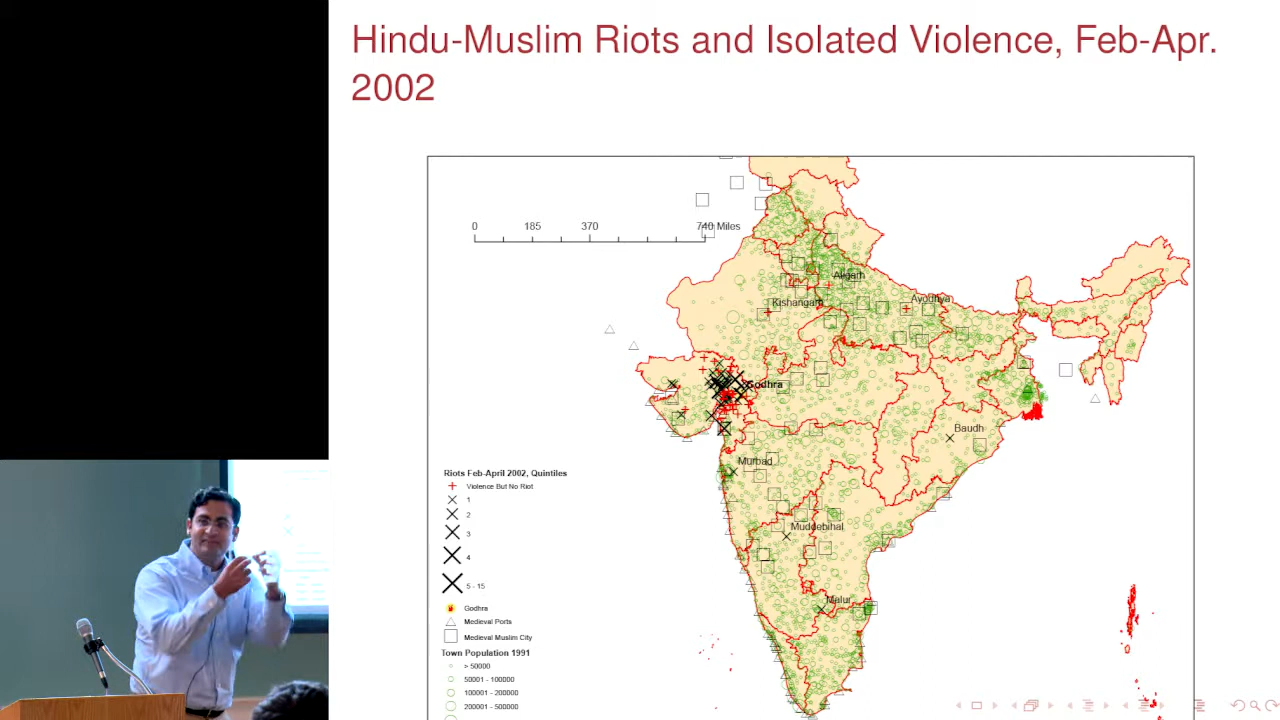 Hindu-Muslim Riots and Isolated Violence, Feb-Apr.
2002
0 185 370 740 Miles
Aligarh
Kishangarh
Ayodhya
Godhra
Baudh
Murbad
Muddebihal
Malur
Riots Feb-April 2002, Quintiles
Violence But No Riot
1
2
3
4
5 - 15
Godhra
Medieval Ports
Medieval Muslim City
Town Population 1991
> 50000
50001 - 100000
100001 - 200000
200001 - 500000